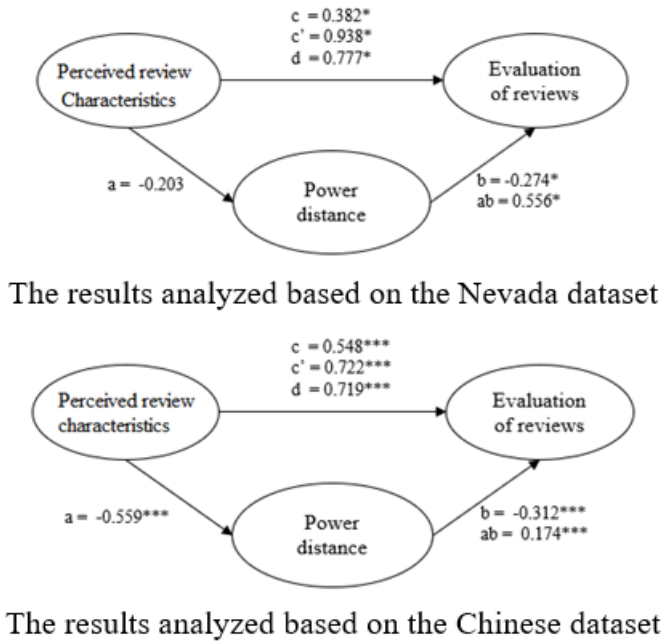 c = 0.382*
c' = 0.938*
d = 0.777*
Perceived review
Characteristics
Evaluation
of reviews
a = -0.203
Power
distance
b = -0.274*
ab = 0.556*
The results analyzed based on the Nevada dataset
c = 0.548***
c' = 0.722***
d = 0.719***
Perceived review
characteristics
Evaluation
of reviews
a = -0.559***
Power
distance
b = -0.312***
ab = 0.174***
The results analyzed based on the Chinese dataset